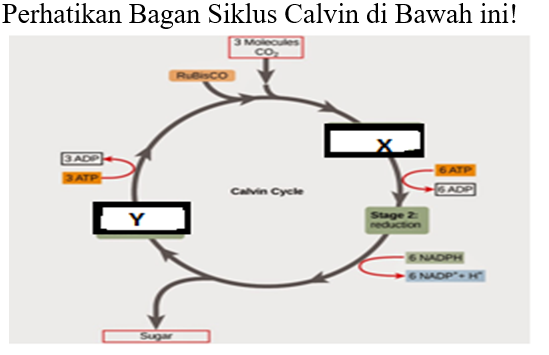 Perhatikan Bagan Siklus Calvin di Bawah ini!
3 Molecules
CO₂
RuBisCO
X
3 ADP
3 ATP
6 ATP
6 ADP
Calvin Cycle
Y
Stage 2:
reduction
6 NADPH
6 NADP⁺ + H⁺
Sugar